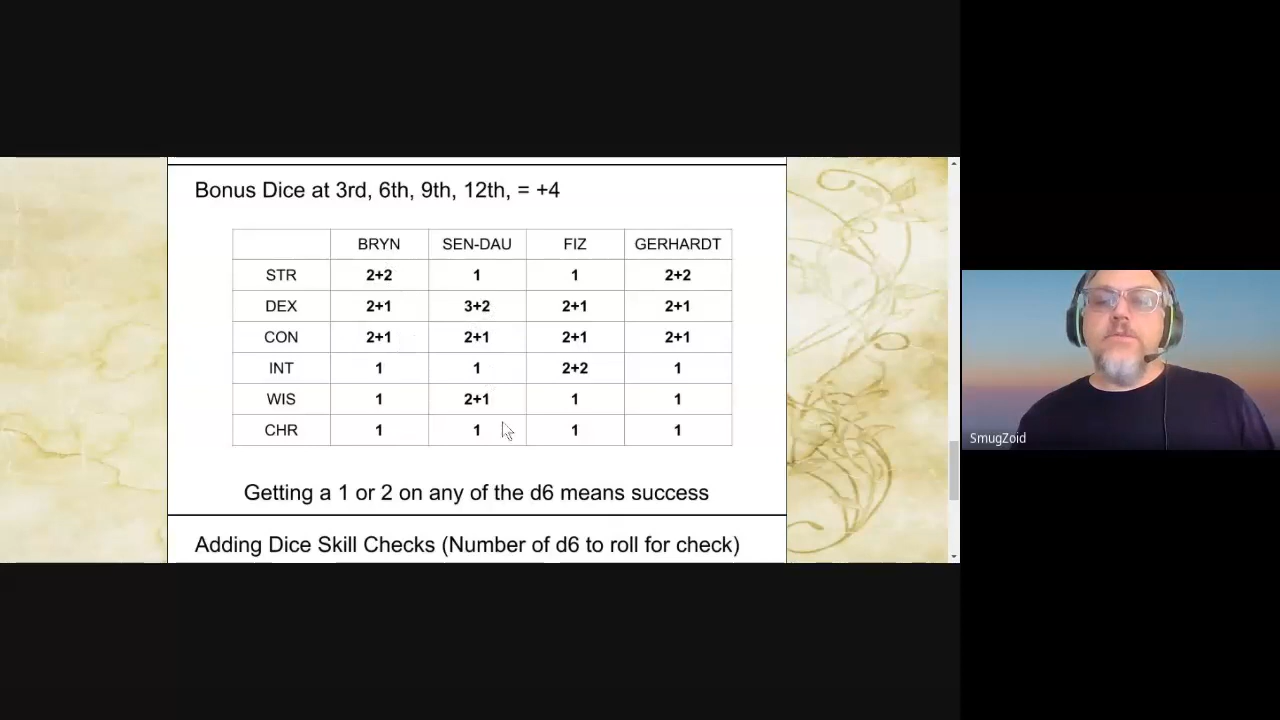 Bonus Dice at 3rd, 6th, 9th, 12th, = +4
BRYN SEN-DAU FIZ GERHARDT
STR 2+2 1 1 2+2
DEX 2+1 3+2 2+1 2+1
CON 2+1 2+1 2+1 2+1
INT 1 1 2+2 1
WIS 1 2+1 1 1
CHR 1 1 1 1
Getting a 1 or 2 on any of the d6 means success
Adding Dice Skill Checks (Number of d6 to roll for check)
SmugZoid